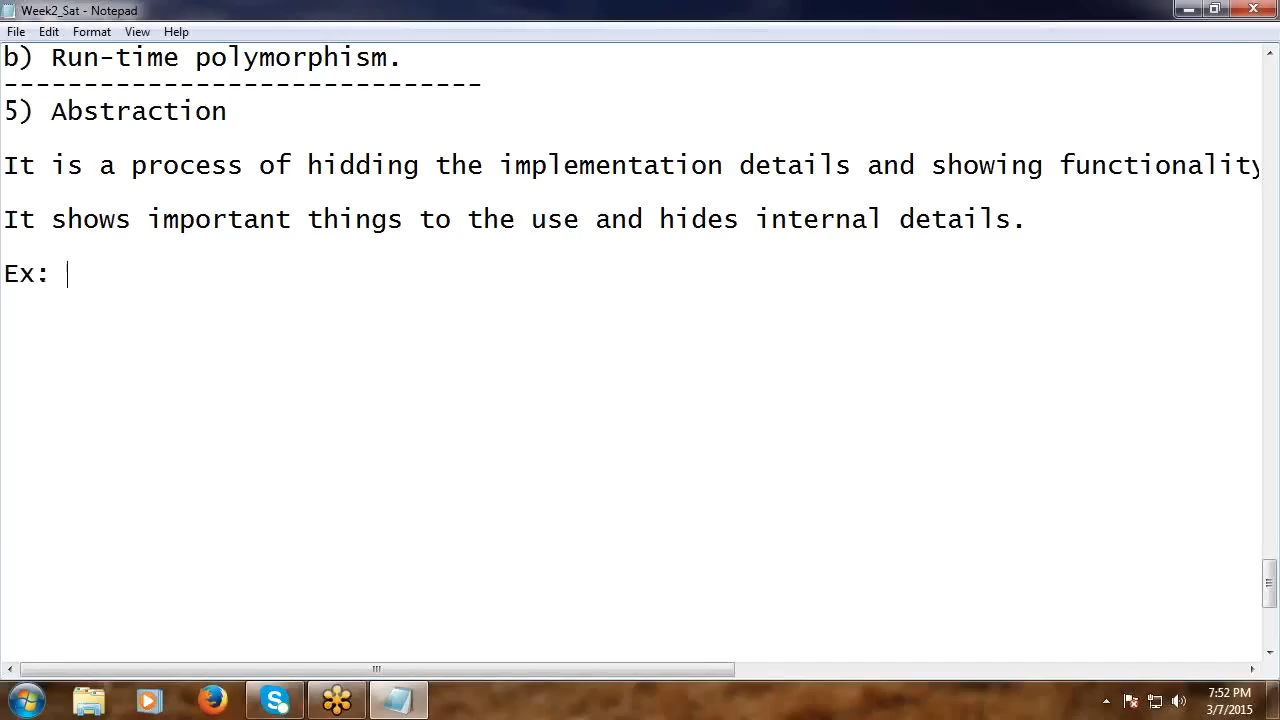 Week2_Sat - Notepad
File Edit Format View Help
b) Run-time polymorphism.
------------------------------
5) Abstraction
It is a process of hidding the implementation details and showing functionality
It shows important things to the use and hides internal details.
Ex:
7:52 PM
3/7/2015